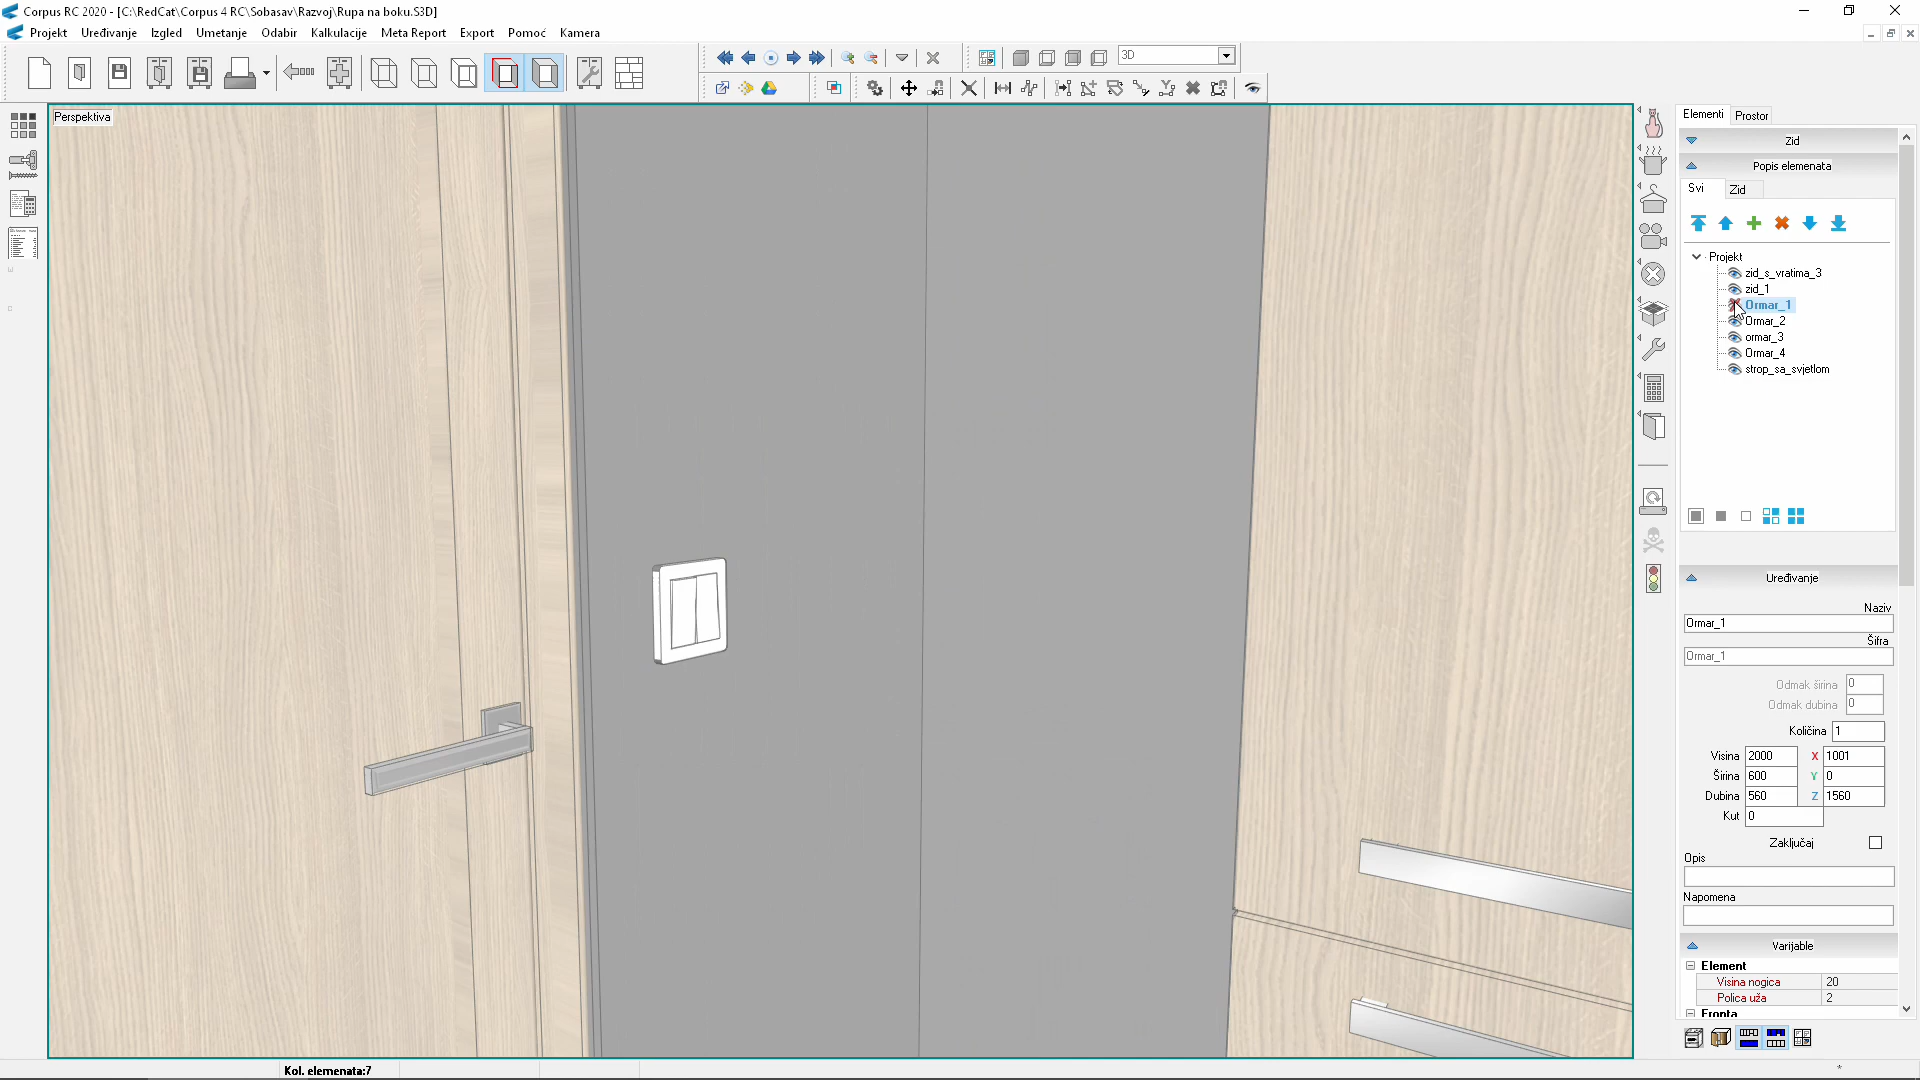 Corpus RC 2020 - [C:\RedCat\Corpus 4 RC\Sobasav\Razvoj\Rupa na boku.S3D]
Projekt Uređivanje Izgled Umetanje Odabir Kalkulacije Meta Report Export Pomoć Kamera
3D
Perspektiva
Elementi Prostor
Zid
Popis elemenata
Svi Zid
Projekt
zid_s_vratima_3
zid_1
Ormar_1
Ormar_2
ormar_3
Ormar_4
strop_sa_svjetlom
Uređivanje
Naziv
Ormar_1
Šifra
Ormar_1
Odmak širina 0
Odmak dubina 0
Količina 1
Visina 2000 X 1001
Širina 600 Y 0
Dubina 560 Z 1560
Kut 0
Zaključaj
Opis
Napomena
Varijable
Element
Visina nogica 20
Polica uža 2
Fronta
Kol. elemenata:7